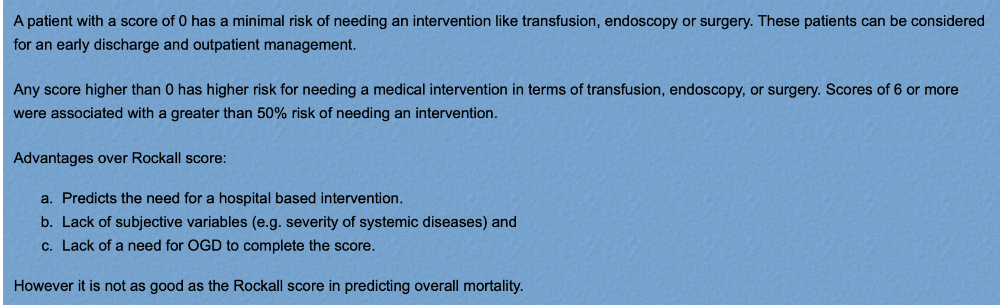 A patient with a score of 0 has a minimal risk of needing an intervention like transfusion, endoscopy or surgery. These patients can be considered
for an early discharge and outpatient management.
Any score higher than 0 has higher risk for needing a medical intervention in terms of transfusion, endoscopy, or surgery. Scores of 6 or more
were associated with a greater than 50% risk of needing an intervention.
Advantages over Rockall score:
a. Predicts the need for a hospital based intervention.
b. Lack of subjective variables (e.g. severity of systemic diseases) and
c. Lack of a need for OGD to complete the score.
However it is not as good as the Rockall score in predicting overall mortality.